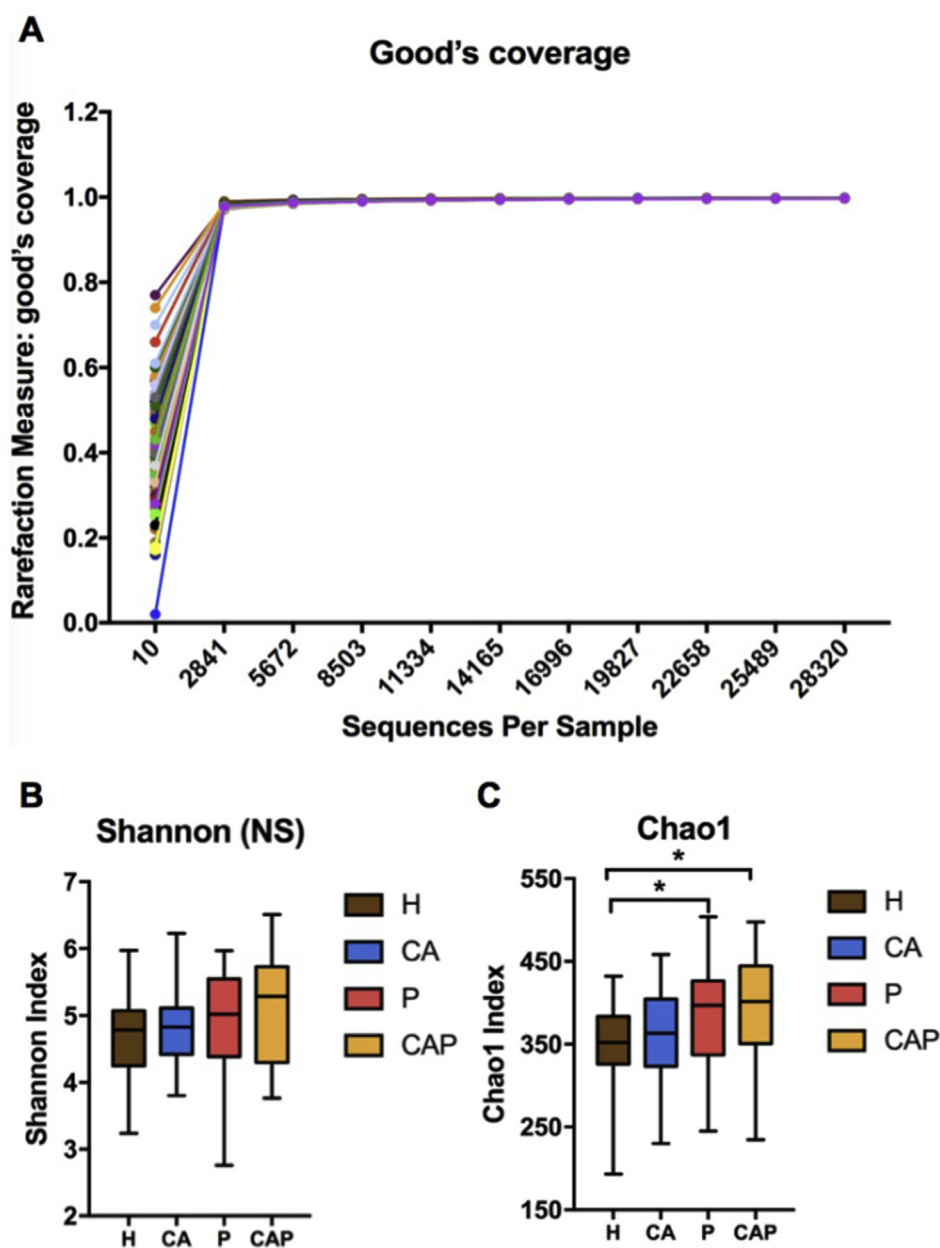 A
Good's coverage
Rarefaction Measure: good's coverage
1.2
1.0
0.8
0.6
0.4
0.2
0.0
10
2841
5672
8503
11334
14165
16996
19827
22658
25489
28320
Sequences Per Sample
B
Shannon (NS)
Shannon Index
7
6
5
4
3
2
H
CA
P
CAP
H
CA
P
CAP
C
Chao1
*
*
Chao1 Index
550
450
350
250
150
H
CA
P
CAP
H
CA
P
CAP